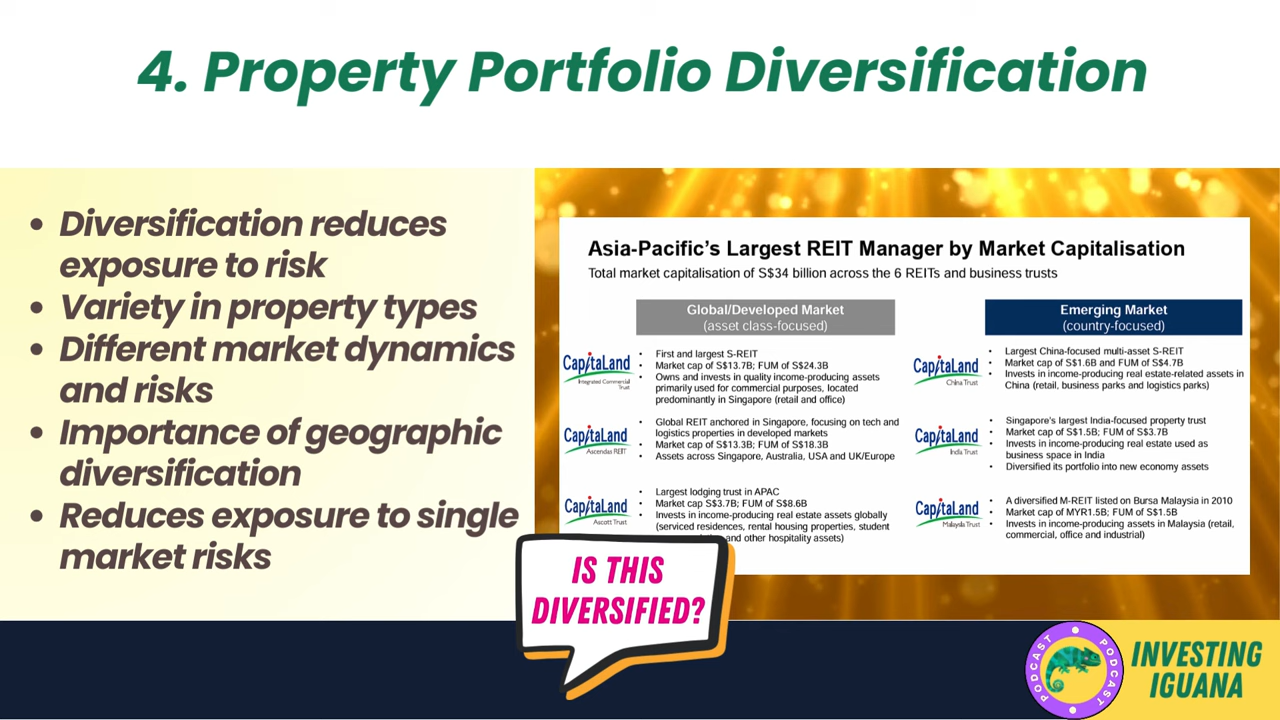 4. Property Portfolio Diversification
• Diversification reduces
exposure to risk
• Variety in property types
• Different market dynamics
and risks
• Importance of geographic
diversification
• Reduces exposure to single
market risks
Asia-Pacific's Largest REIT Manager by Market Capitalisation
Total market capitalisation of S$34 billion across the 6 REITs and business trusts
Global/Developed Market
(asset class-focused)
CapitaLand
Integrated Commercial
Trust
• First and largest S-REIT
• Market cap of S$13.7B; FUM of S$24.3B
• Owns and invests in quality income-producing assets
primarily used for commercial purposes, located
predominantly in Singapore (retail and office)
CapitaLand
Ascendas REIT
• Global REIT anchored in Singapore, focusing on tech and
logistics properties in developed markets
• Market cap of S$13.3B; FUM of S$18.3B
• Assets across Singapore, Australia, USA and UK/Europe
CapitaLand
Ascott Trust
• Largest lodging trust in APAC
• Market cap S$3.7B; FUM of S$8.6B
• Invests in income-producing real estate assets globally
(serviced residences, rental housing properties, student
and other hospitality assets)
Emerging Market
(country-focused)
CapitaLand
China Trust
• Largest China-focused multi-asset S-REIT
• Market cap of S$1.6B and FUM of S$4.7B
• Invests in income-producing real estate-related assets in
China (retail, business parks and logistics parks)
CapitaLand
India Trust
• Singapore's largest India-focused property trust
• Market cap of S$1.5B; FUM of S$3.7B
• Invests in income-producing real estate used as
business space in India
• Diversified its portfolio into new economy assets
CapitaLand
Malaysia Trust
• A diversified M-REIT listed on Bursa Malaysia in 2010
• Market cap of MYR1.5B; FUM of S$1.5B
• Invests in income-producing assets in Malaysia (retail,
commercial, office and industrial)
IS THIS
DIVERSIFIED?
PODCAST
PODCAST
INVESTING
IGUANA